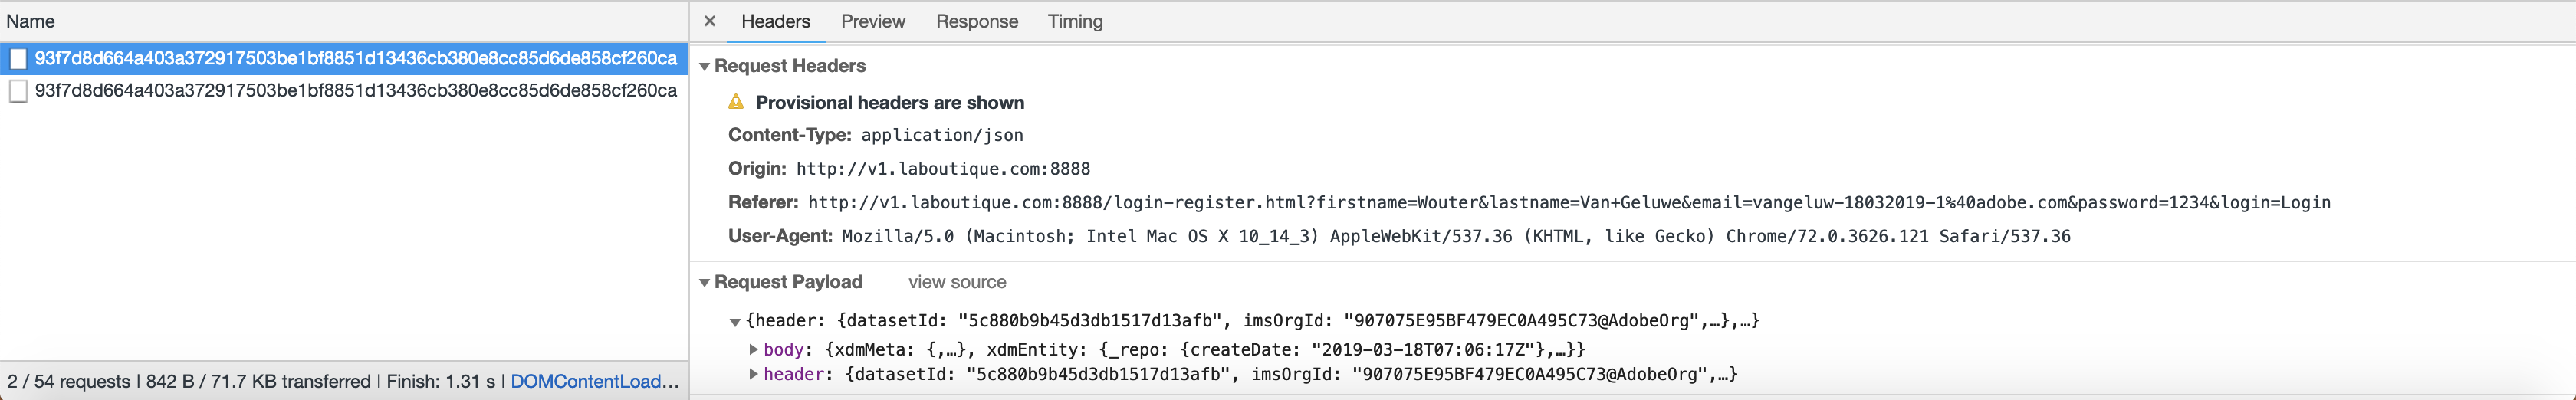 Name
93f7d8d664a403a372917503be1bf8851d13436cb380e8cc85d6de858cf260ca
93f7d8d664a403a372917503be1bf8851d13436cb380e8cc85d6de858cf260ca
2 / 54 requests | 842 B / 71.7 KB transferred | Finish: 1.31 s | DOMContentLoad…
× Headers Preview Response Timing
▼ Request Headers
⚠ Provisional headers are shown
Content-Type: application/json
Origin: http://v1.laboutique.com:8888
Referer: http://v1.laboutique.com:8888/login-register.html?firstname=Wouter&lastname=Van+Geluwe&email=vangeluw-18032019-1%40adobe.com&password=1234&login=Login
User-Agent: Mozilla/5.0 (Macintosh; Intel Mac OS X 10_14_3) AppleWebKit/537.36 (KHTML, like Gecko) Chrome/72.0.3626.121 Safari/537.36
▼ Request Payload view source
▼ {header: {datasetId: "5c880b9b45d3db1517d13afb", imsOrgId: "907075E95BF479EC0A495C73@AdobeOrg",…},…}
▶ body: {xdmMeta: {,…}, xdmEntity: {_repo: {createDate: "2019-03-18T07:06:17Z"},…}}
▶ header: {datasetId: "5c880b9b45d3db1517d13afb", imsOrgId: "907075E95BF479EC0A495C73@AdobeOrg",…}